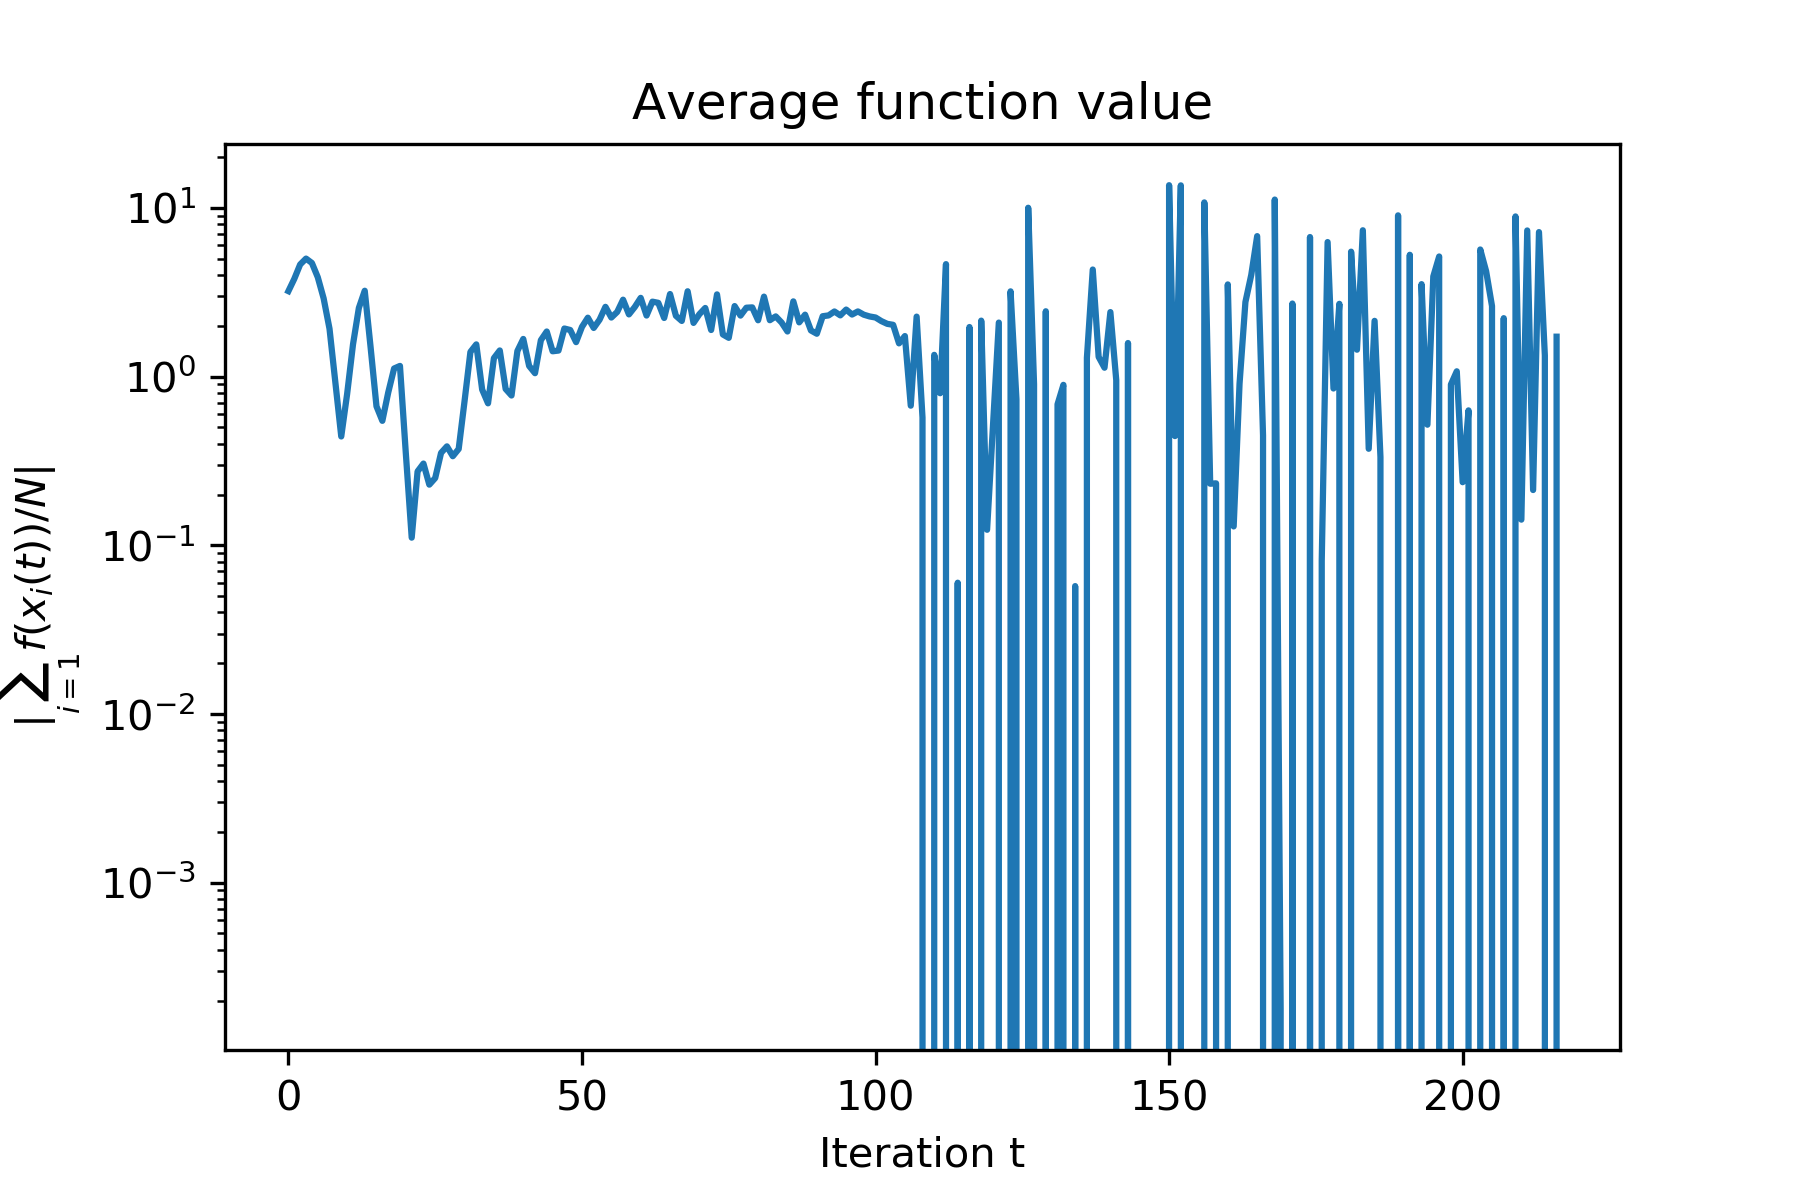 Average function value
|∑_{i=1} f(x_i(t))/N|
10^1
10^0
10^−1
10^−2
10^−3
0 50 100 150 200
Iteration t